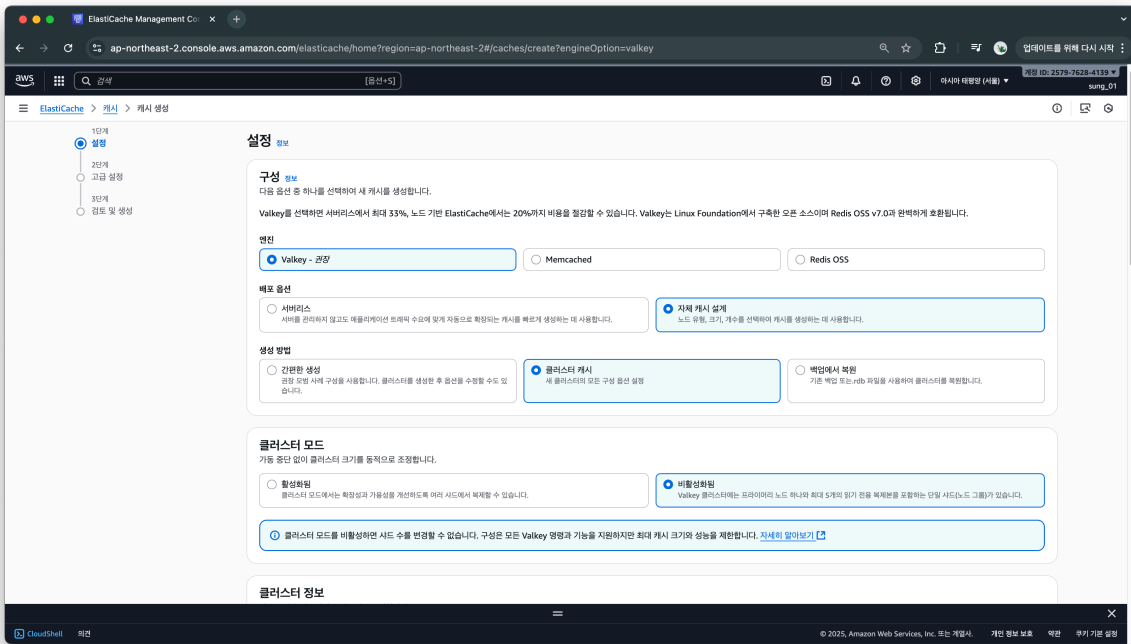 ElastiCache Management Co
ap-northeast-2.console.aws.amazon.com/elasticache/home?region=ap-northeast-2#/caches/create?engineOption=valkey
업데이트를 위해 다시 시작
aws
검색
[옵션+S]
아시아 태평양 (서울)
계정 ID: 2579-7628-4139
sung_01
ElastiCache > 캐시 > 캐시 생성
1단계
설정
2단계
고급 설정
3단계
검토 및 생성
설정 정보
구성 정보
다음 옵션 중 하나를 선택하여 새 캐시를 생성합니다.
Valkey를 선택하면 서버리스에서 최대 33%, 노드 기반 ElastiCache에서는 20%까지 비용을 절감할 수 있습니다. Valkey는 Linux Foundation에서 구축한 오픈 소스이며 Redis OSS v7.0과 완벽하게 호환됩니다.
엔진
Valkey - 권장
Memcached
Redis OSS
배포 옵션
서버리스
서버를 관리하지 않고도 애플리케이션 트래픽 수요에 맞게 자동으로 확장되는 캐시를 빠르게 생성하는 데 사용합니다.
자체 캐시 설계
노드 유형, 크기, 개수를 선택하여 캐시를 생성하는 데 사용합니다.
생성 방법
간편한 생성
권장 모범 사례 구성을 사용합니다. 클러스터를 생성한 후 옵션을 수정할 수도 있
습니다.
클러스터 캐시
새 클러스터의 모든 구성 옵션 설정
백업에서 복원
기존 백업 또는.rdb 파일을 사용하여 클러스터를 복원합니다.
클러스터 모드
가동 중단 없이 클러스터 크기를 동적으로 조정합니다.
활성화됨
클러스터 모드에서는 확장성과 가용성을 개선하도록 여러 샤드에서 복제할 수 있습니다.
비활성화됨
Valkey 클러스터에는 프라이머리 노드 하나와 최대 5개의 읽기 전용 복제본을 포함하는 단일 샤드(노드 그룹)가 있습니다.
클러스터 모드를 비활성하면 샤드 수를 변경할 수 없습니다. 구성은 모든 Valkey 명령과 기능을 지원하지만 최대 캐시 크기와 성능을 제한합니다. 자세히 알아보기
클러스터 정보
CloudShell
의견
© 2025, Amazon Web Services, Inc. 또는 계열사.
개인 정보 보호
약관
쿠키 기본 설정